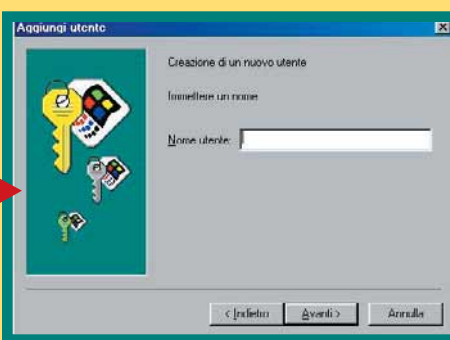 Aggiungi utente
Creazione di un nuovo utente
Immettere un nome
Nome utente:
< Indietro Avanti > Annulla